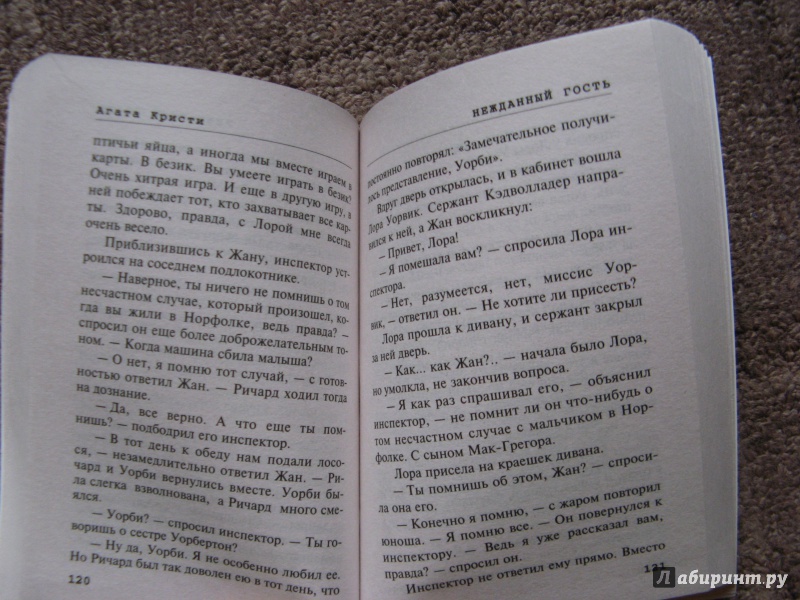 Агата Кристи
птичьи яйца, а иногда мы вместе играем в
карты. В безик. Вы умеете играть в безик?
Очень хитрая игра. И еще в другую игру, в
ней побеждает тот, кто захватывает все кар-
ты. Здорово, правда, с Лорой мне всегда
очень весело.
Приблизившись к Жану, инспектор уст-
роился на соседнем подлокотнике.
— Наверное, ты ничего не помнишь о том
несчастном случае, который произошел, ко-
гда вы жили в Норфолке, ведь правда? —
спросил он еще более доброжелательным то-
ном. — Когда машина сбила малыша?
— О нет, я помню тот случай, — с готов-
ностью ответил Жан. — Ричард ходил тогда
на дознание.
— Да, все верно. А что еще ты пом-
нишь? — подбодрил его инспектор.
— В тот день к обеду нам подали лосо-
ся, — незамедлительно ответил Жан. — Ри-
чард и Уорби вернулись вместе. Уорби бы-
ла слегка взволнована, а Ричард много сме-
ялся.
— Уорби? — спросил инспектор. — Ты го-
воришь о сестре Уорбертон?
— Ну да, Уорби. Я не особенно любил ее.
Но Ричард был так доволен ею в тот день, что
120
НЕЖДАННЫЙ ГОСТЬ
постоянно повторял: «Замечательное получи-
лось представление, Уорби».
Вдруг дверь открылась, и в кабинет вошла
Лора Уорвик. Сержант Кэдволладер напра-
вился к ней, а Жан воскликнул:
— Привет, Лора!
— Я помешала вам? — спросила Лора ин-
спектора.
— Нет, разумеется, нет, миссис Уор-
вик, — ответил он. — Не хотите ли присесть?
Лора прошла к дивану, и сержант закрыл
за ней дверь.
— Как... как Жан?.. — начала было Лора,
но умолкла, не закончив вопроса.
— Я как раз спрашивал его, — объяснил
инспектор, — не помнит ли он что-нибудь о
том несчастном случае с мальчиком в Нор-
фолке. С сыном Мак-Грегора.
Лора присела на краешек дивана.
— Ты помнишь об этом, Жан? — спроси-
ла она его.
— Конечно я помню, — с жаром повторил
юноша. — Я помню все. — Он повернулся к
инспектору. — Ведь я уже рассказал вам,
правда? — спросил он.
Инспектор не ответил ему прямо. Вместо
121
Лабиринт.ру